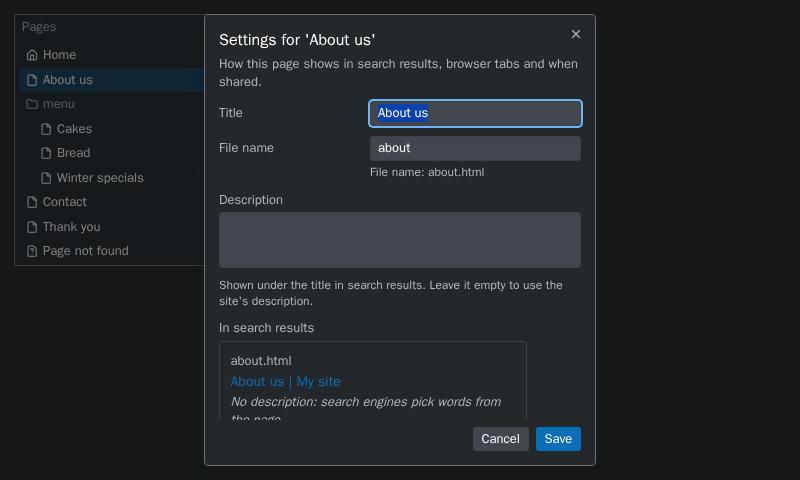 Pages
Home
About us
menu
Cakes
Bread
Winter specials
Contact
Thank you
Page not found
Settings for 'About us'
How this page shows in search results, browser tabs and when
shared.
Title
About us
File name
about
File name: about.html
Description
Shown under the title in search results. Leave it empty to use the
site's description.
In search results
about.html
About us | My site
No description: search engines pick words from
the page
Cancel
Save